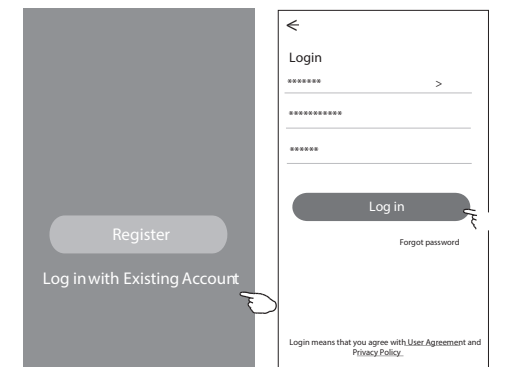 Register
Log in with Existing Account
Login
*******
>
***********
******
Log in
Forgot password
Login means that you agree with User Agreement and
Privacy Policy